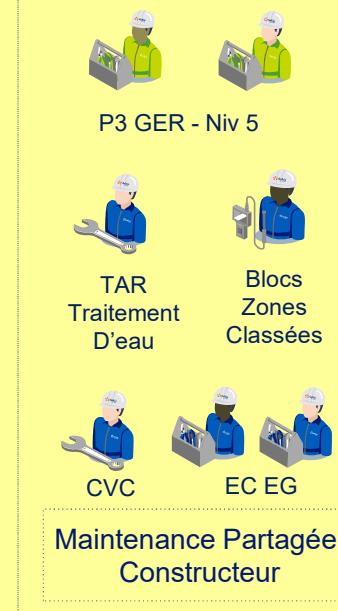 P3 GER - Niv 5
TAR
Traitement
D'eau
Blocs
Zones
Classées
CVC
EC EG
Maintenance Partagée
Constructeur